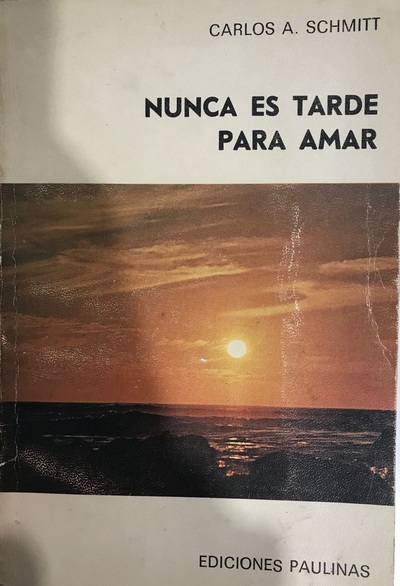 CARLOS A. SCHMITT
NUNCA ES TARDE
PARA AMAR
EDICIONES PAULINAS